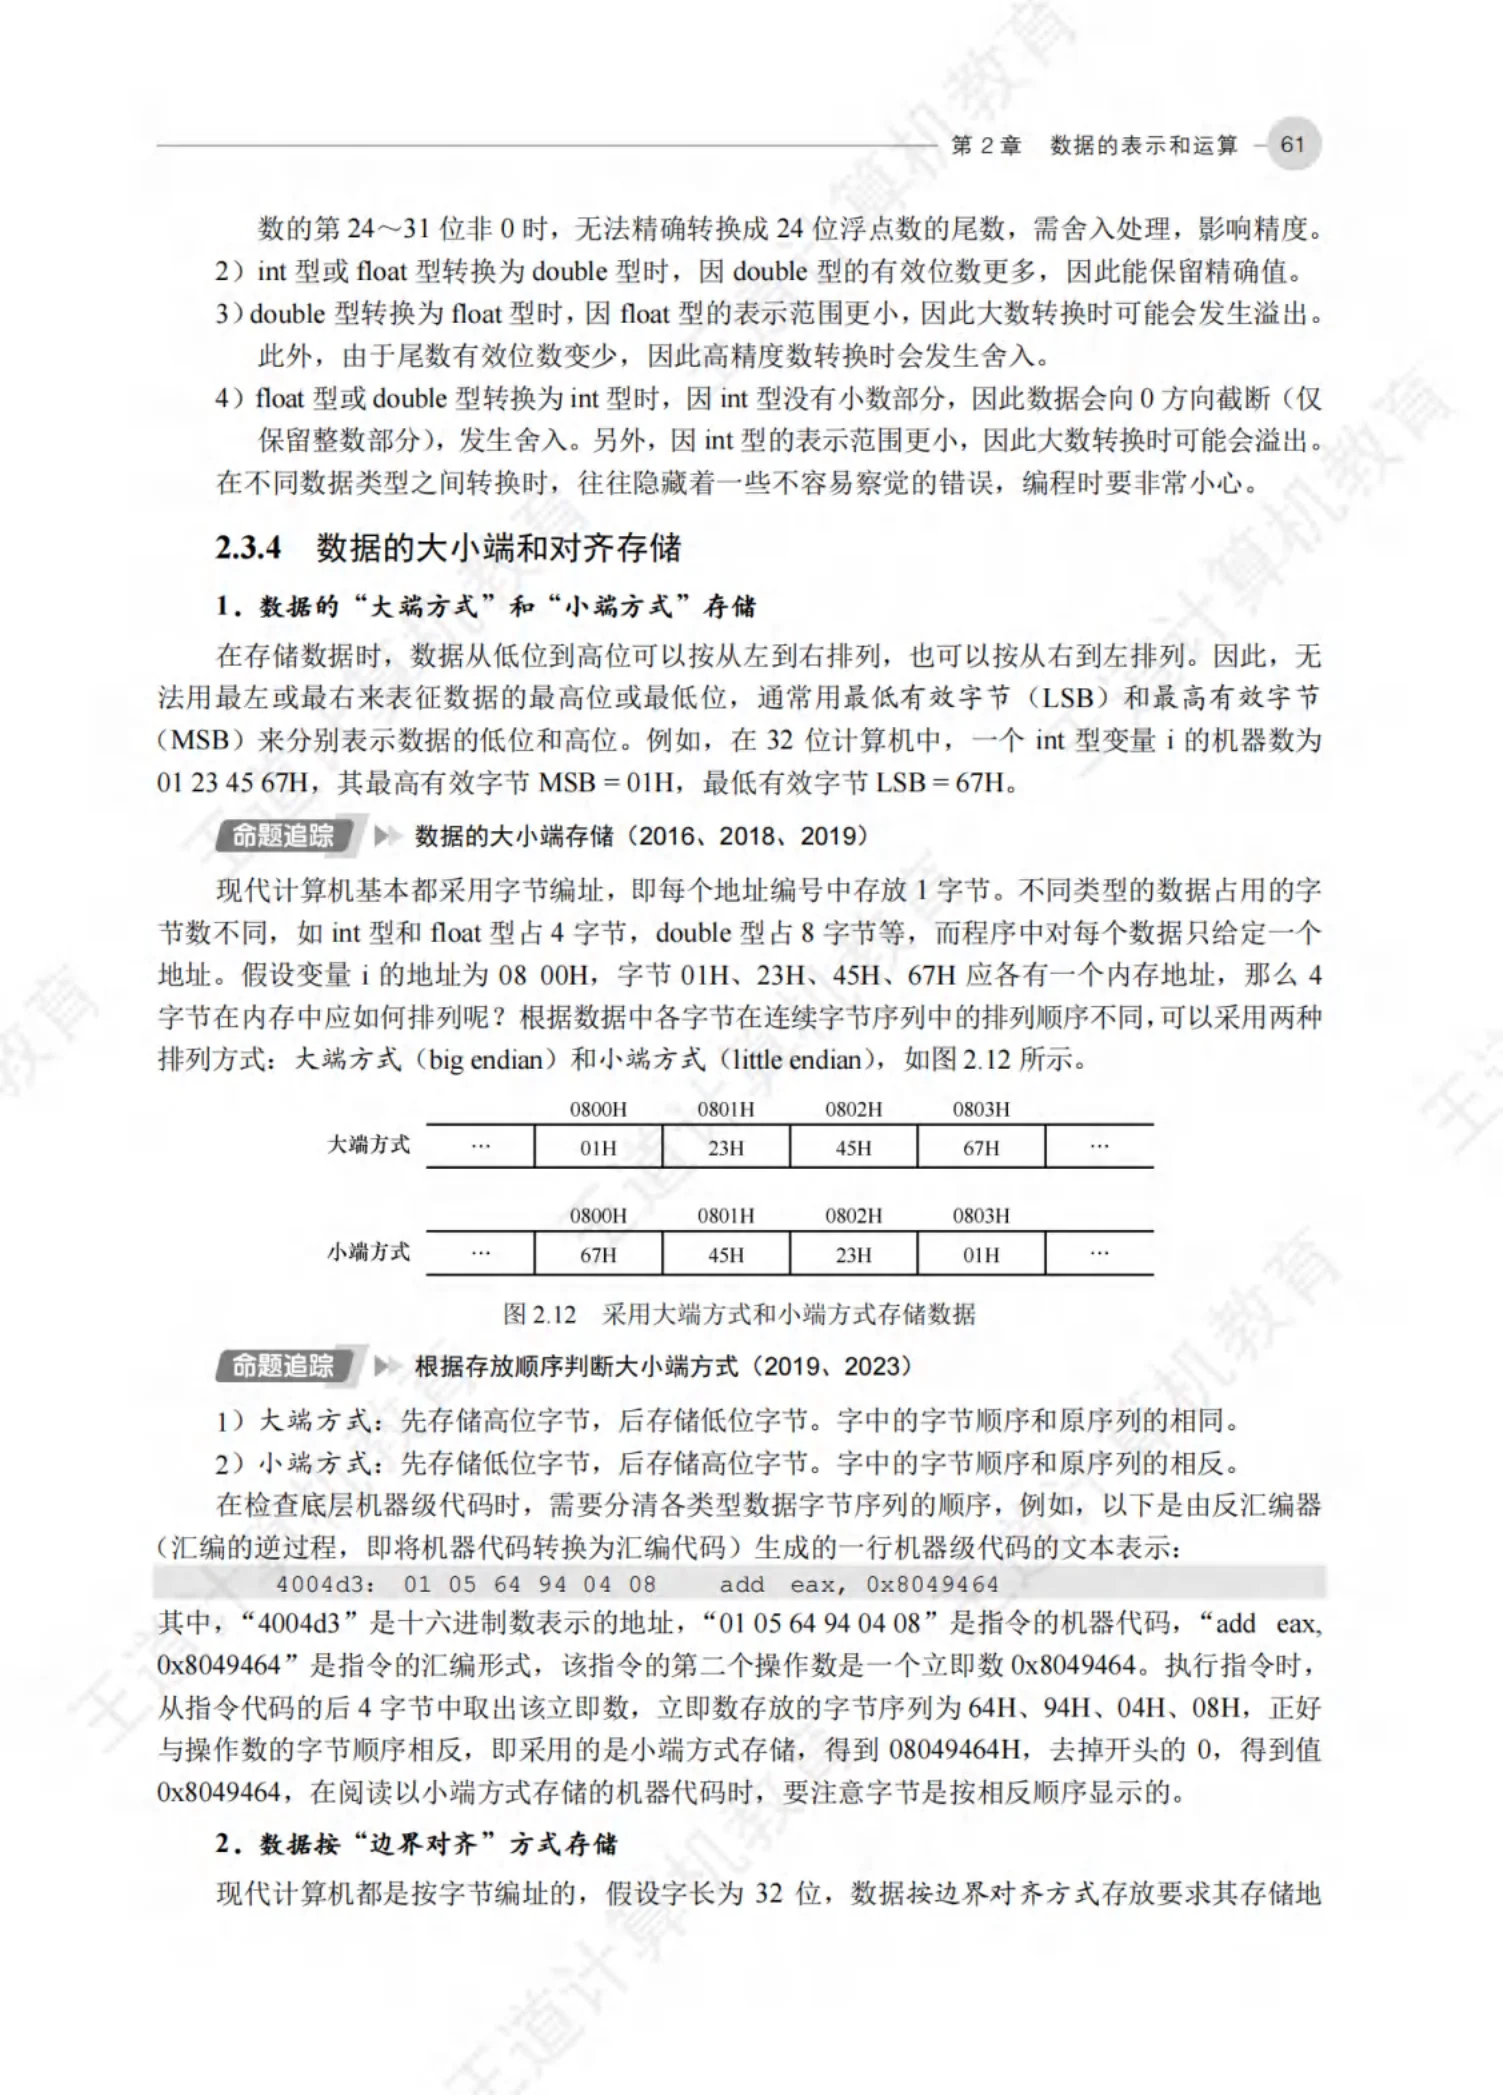 第 2 章 数据的表示和运算 61
数的第 24～31 位非 0 时，无法精确转换成 24 位浮点数的尾数，需舍入处理，影响精度。
2）int 型或 float 型转换为 double 型时，因 double 型的有效位数更多，因此能保留精确值。
3）double 型转换为 float 型时，因 float 型的表示范围更小，因此大数转换时可能会发生溢出。
此外，由于尾数有效位数变少，因此高精度数转换时会发生舍入。
4）float 型或 double 型转换为 int 型时，因 int 型没有小数部分，因此数据会向 0 方向截断（仅
保留整数部分），发生舍入。另外，因 int 型的表示范围更小，因此大数转换时可能会溢出。
在不同数据类型之间转换时，往往隐藏着一些不容易察觉的错误，编程时要非常小心。
2.3.4 数据的大小端和对齐存储
1．数据的“大端方式”和“小端方式”存储
在存储数据时，数据从低位到高位可以按从左到右排列，也可以按从右到左排列。因此，无
法用最左或最右来表征数据的最高位或最低位，通常用最低有效字节（LSB）和最高有效字节
（MSB）来分别表示数据的低位和高位。例如，在 32 位计算机中，一个 int 型变量 i 的机器数为
01 23 45 67H，其最高有效字节 MSB = 01H，最低有效字节 LSB = 67H。
命题追踪 数据的大小端存储（2016、2018、2019）
现代计算机基本都采用字节编址，即每个地址编号中存放 1 字节。不同类型的数据占用的字
节数不同，如 int 型和 float 型占 4 字节，double 型占 8 字节等，而程序中对每个数据只给定一个
地址。假设变量 i 的地址为 08 00H，字节 01H、23H、45H、67H 应各有一个内存地址，那么 4
字节在内存中应如何排列呢？根据数据中各字节在连续字节序列中的排列顺序不同，可以采用两种
排列方式：大端方式（big endian）和小端方式（little endian），如图 2.12 所示。
0800H 0801H 0802H 0803H
大端方式 … 01H 23H 45H 67H …
0800H 0801H 0802H 0803H
小端方式 … 67H 45H 23H 01H …
图 2.12 采用大端方式和小端方式存储数据
命题追踪 根据存放顺序判断大小端方式（2019、2023）
1）大端方式：先存储高位字节，后存储低位字节。字中的字节顺序和原序列的相同。
2）小端方式：先存储低位字节，后存储高位字节。字中的字节顺序和原序列的相反。
在检查底层机器级代码时，需要分清各类型数据字节序列的顺序，例如，以下是由反汇编器
（汇编的逆过程，即将机器代码转换为汇编代码）生成的一行机器级代码的文本表示：
4004d3: 01 05 64 94 04 08 add eax, 0x8049464
其中，“4004d3”是十六进制数表示的地址，“01 05 64 94 04 08”是指令的机器代码，“add eax,
0x8049464”是指令的汇编形式，该指令的第二个操作数是一个立即数 0x8049464。执行指令时，
从指令代码的后 4 字节中取出该立即数，立即数存放的字节序列为 64H、94H、04H、08H，正好
与操作数的字节顺序相反，即采用的是小端方式存储，得到 08049464H，去掉开头的 0，得到值
0x8049464，在阅读以小端方式存储的机器代码时，要注意字节是按相反顺序显示的。
2．数据按“边界对齐”方式存储
现代计算机都是按字节编址的，假设字长为 32 位，数据按边界对齐方式存放要求其存储地
王道计算机教育